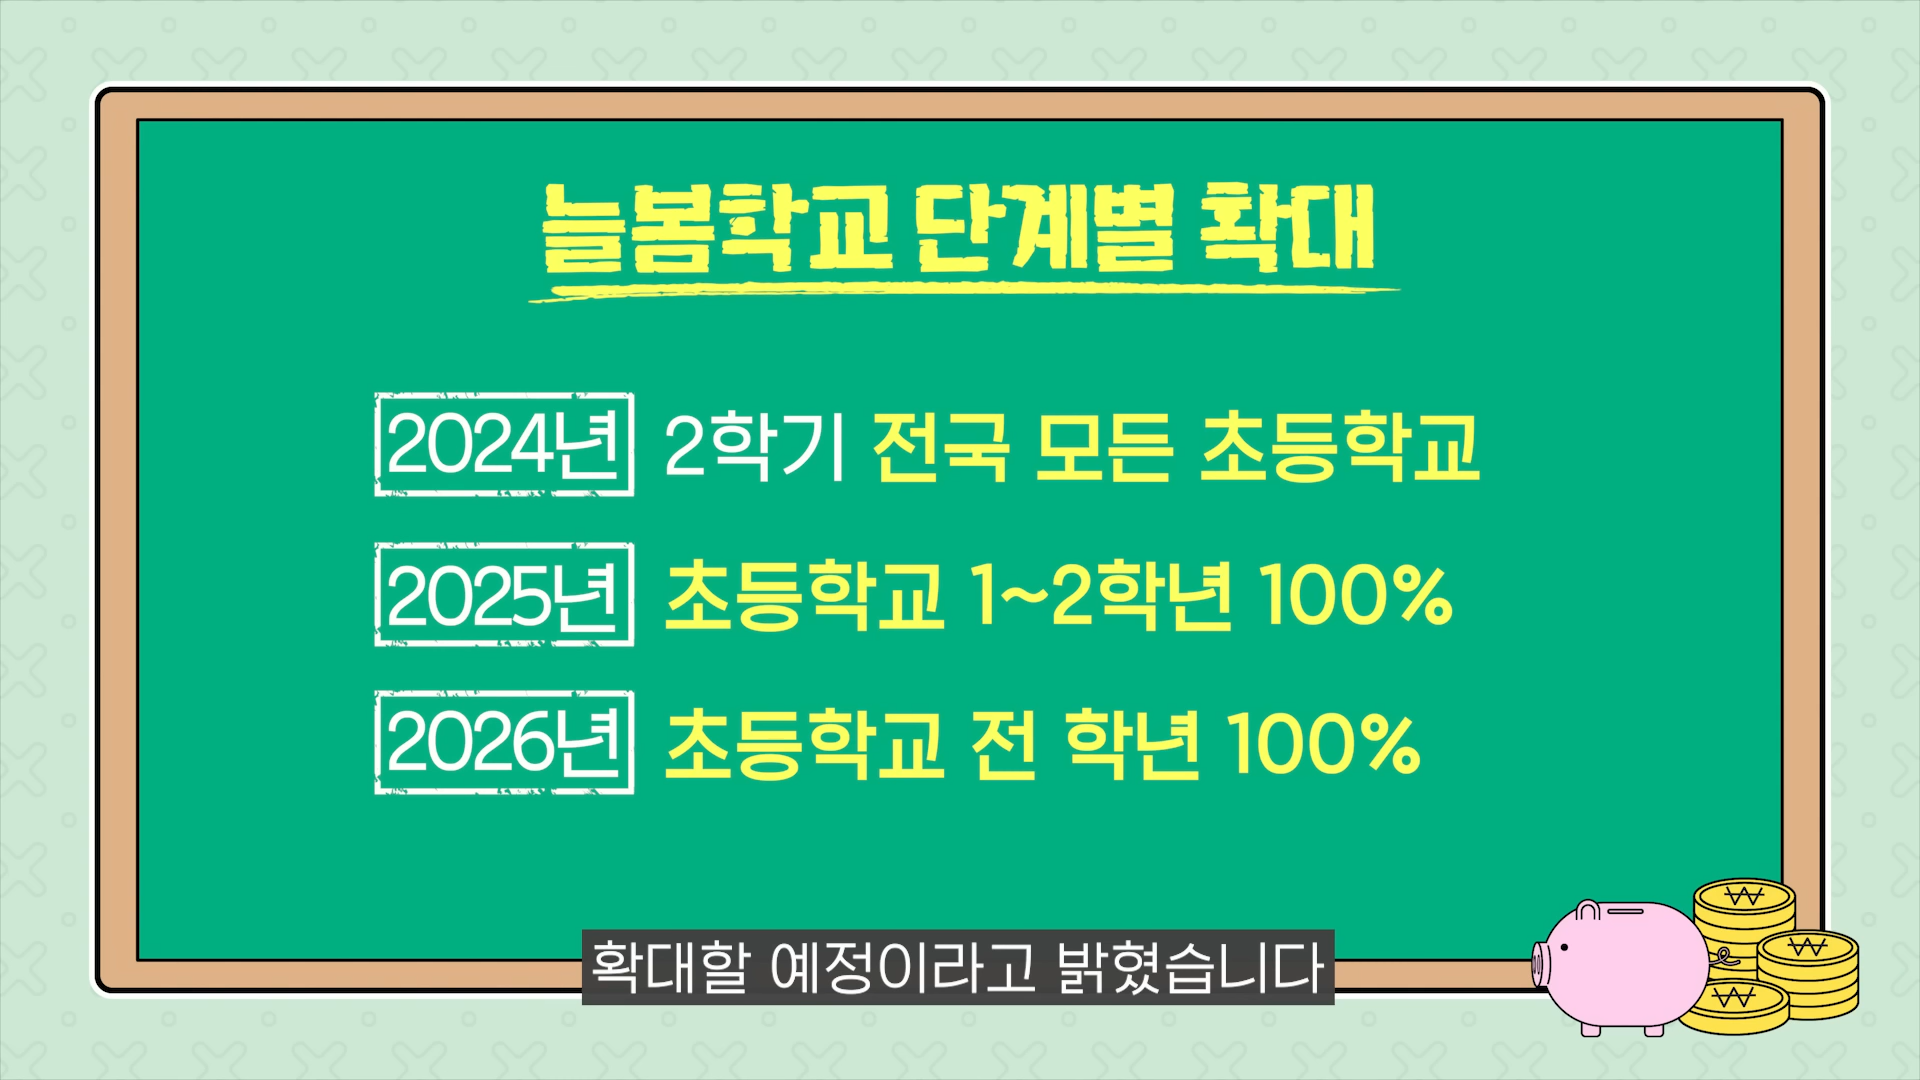 늘봄학교 단계별 확대
2024년 2학기 전국 모든 초등학교
2025년 초등학교 1~2학년 100%
2026년 초등학교 전 학년 100%
확대할 예정이라고 밝혔습니다